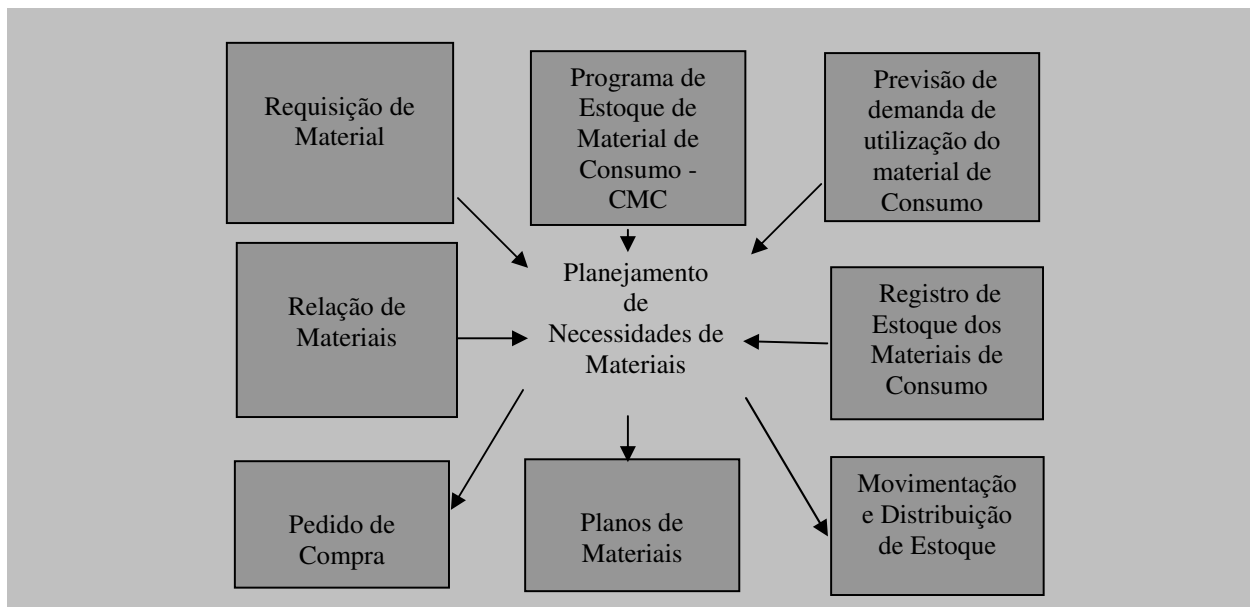 Requisição de
Material
Programa de
Estoque de
Material de
Consumo -
CMC
Previsão de
demanda de
utilização do
material de
Consumo
Relação de
Materiais
Planejamento
de
Necessidades de
Materiais
Registro de
Estoque dos
Materiais de
Consumo
Pedido de
Compra
Planos de
Materiais
Movimentação
e Distribuição
de Estoque